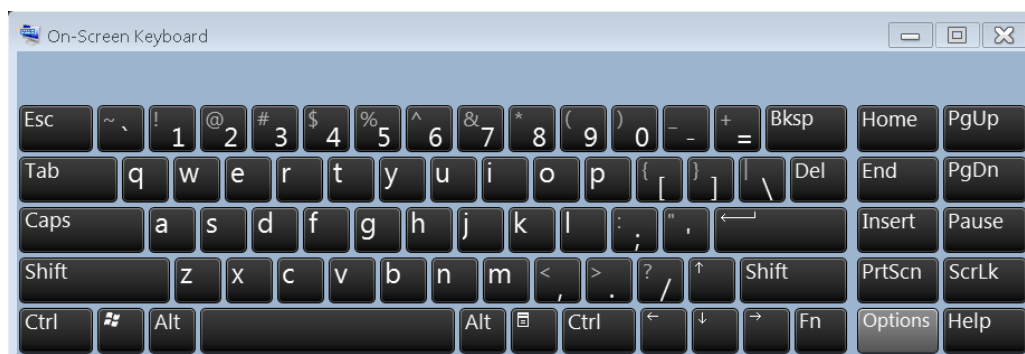 On-Screen Keyboard
Esc ~ ` ! 1 @ 2 # 3 $ 4 % 5 ^ 6 & 7 * 8 ( 9 ) 0 _ - + = Bksp Home PgUp
Tab q w e r t y u i o p { [ } ] | \ Del End PgDn
Caps a s d f g h j k l : ; " ' Insert Pause
Shift z x c v b n m < , > . ? / ↑ Shift PrtScn ScrLk
Ctrl Alt Alt Ctrl ← ↓ → Fn Options Help